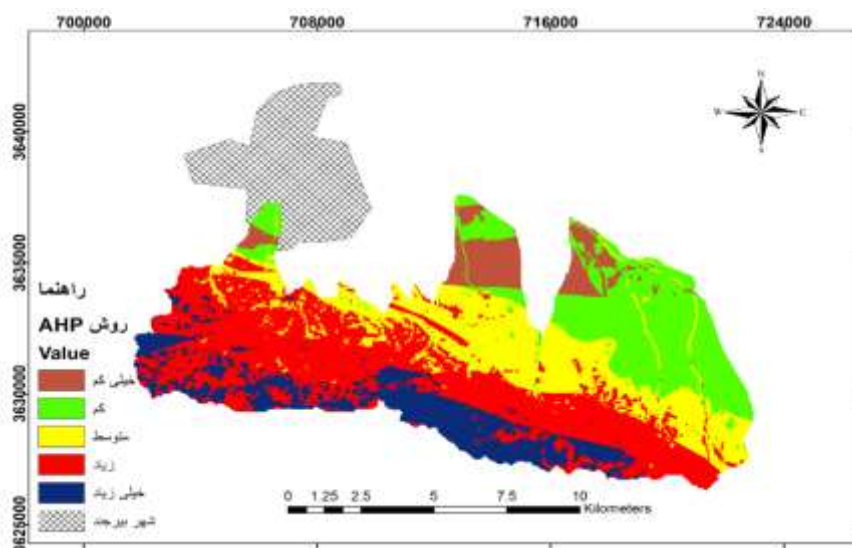 700000 708000 716000 724000
3640000
3635000
3630000
3625000
N
W E
S
راهنما
روش AHP
Value
خیلی کم
کم
متوسط
زیاد
خیلی زیاد
شهر بیرجند
0 1.25 2.5 5 7.5 10
Kilometers